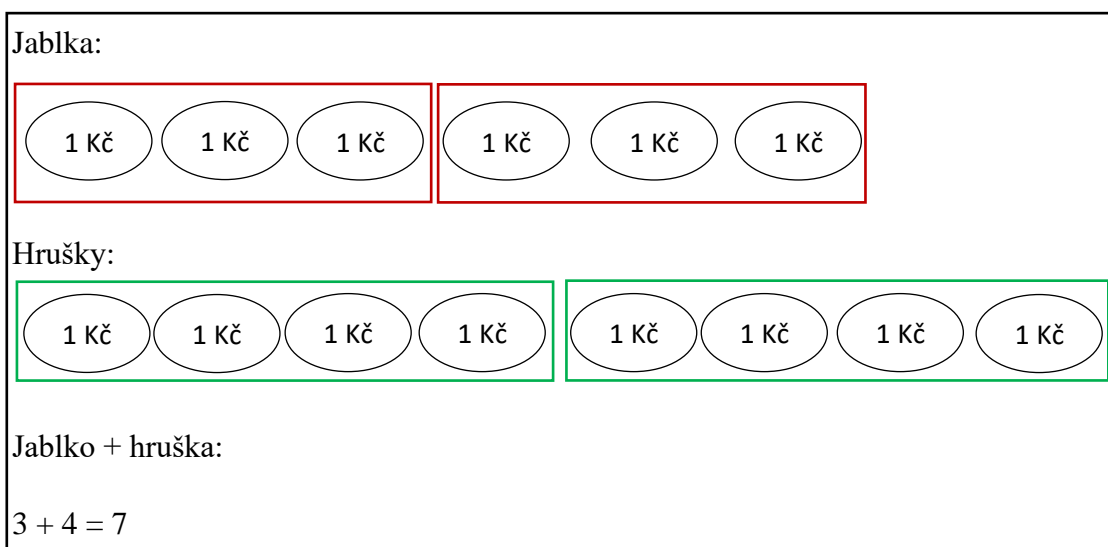 Jablka:
1 Kč 1 Kč 1 Kč 1 Kč 1 Kč 1 Kč
Hrušky:
1 Kč 1 Kč 1 Kč 1 Kč 1 Kč 1 Kč 1 Kč 1 Kč
Jablko + hruška:
3 + 4 = 7